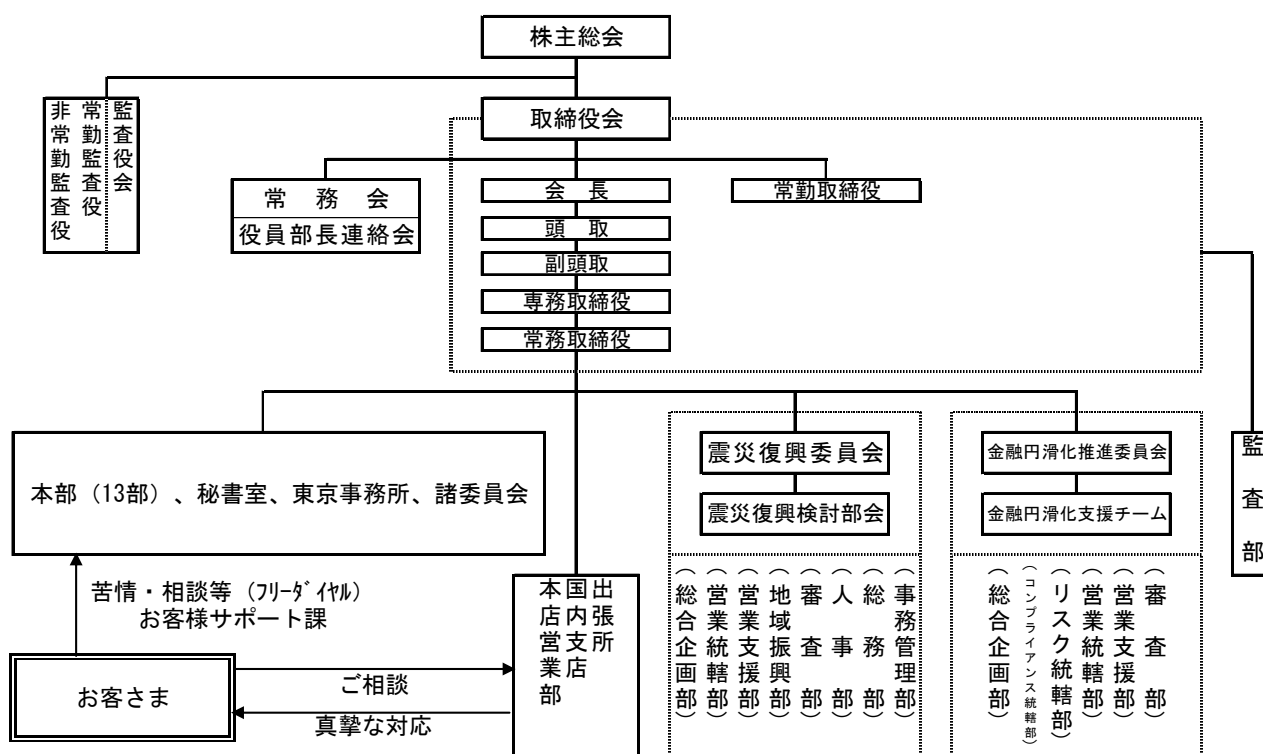 株主総会
監査役会
常勤監査役
非常勤監査役
取締役会
常　務　会
役員部長連絡会
会　長
頭　取
副頭取
専務取締役
常務取締役
常勤取締役
監査部
本部（13部）、秘書室、東京事務所、諸委員会
苦情・相談等（ﾌﾘｰﾀﾞｲﾔﾙ）
お客様サポート課
お客さま
ご相談
真摯な対応
出張所
国内支店
本店営業部
震災復興委員会
震災復興検討部会
（事務管理部）
（総　務　部）
（人　事　部）
（審　査　部）
（地域振興部）
（営業支援部）
（営業統轄部）
（総合企画部）
金融円滑化推進委員会
金融円滑化支援チーム
（審　査　部）
（営業支援部）
（営業統轄部）
（リスク統轄部）
（コンプライアンス統轄部）
（総合企画部）